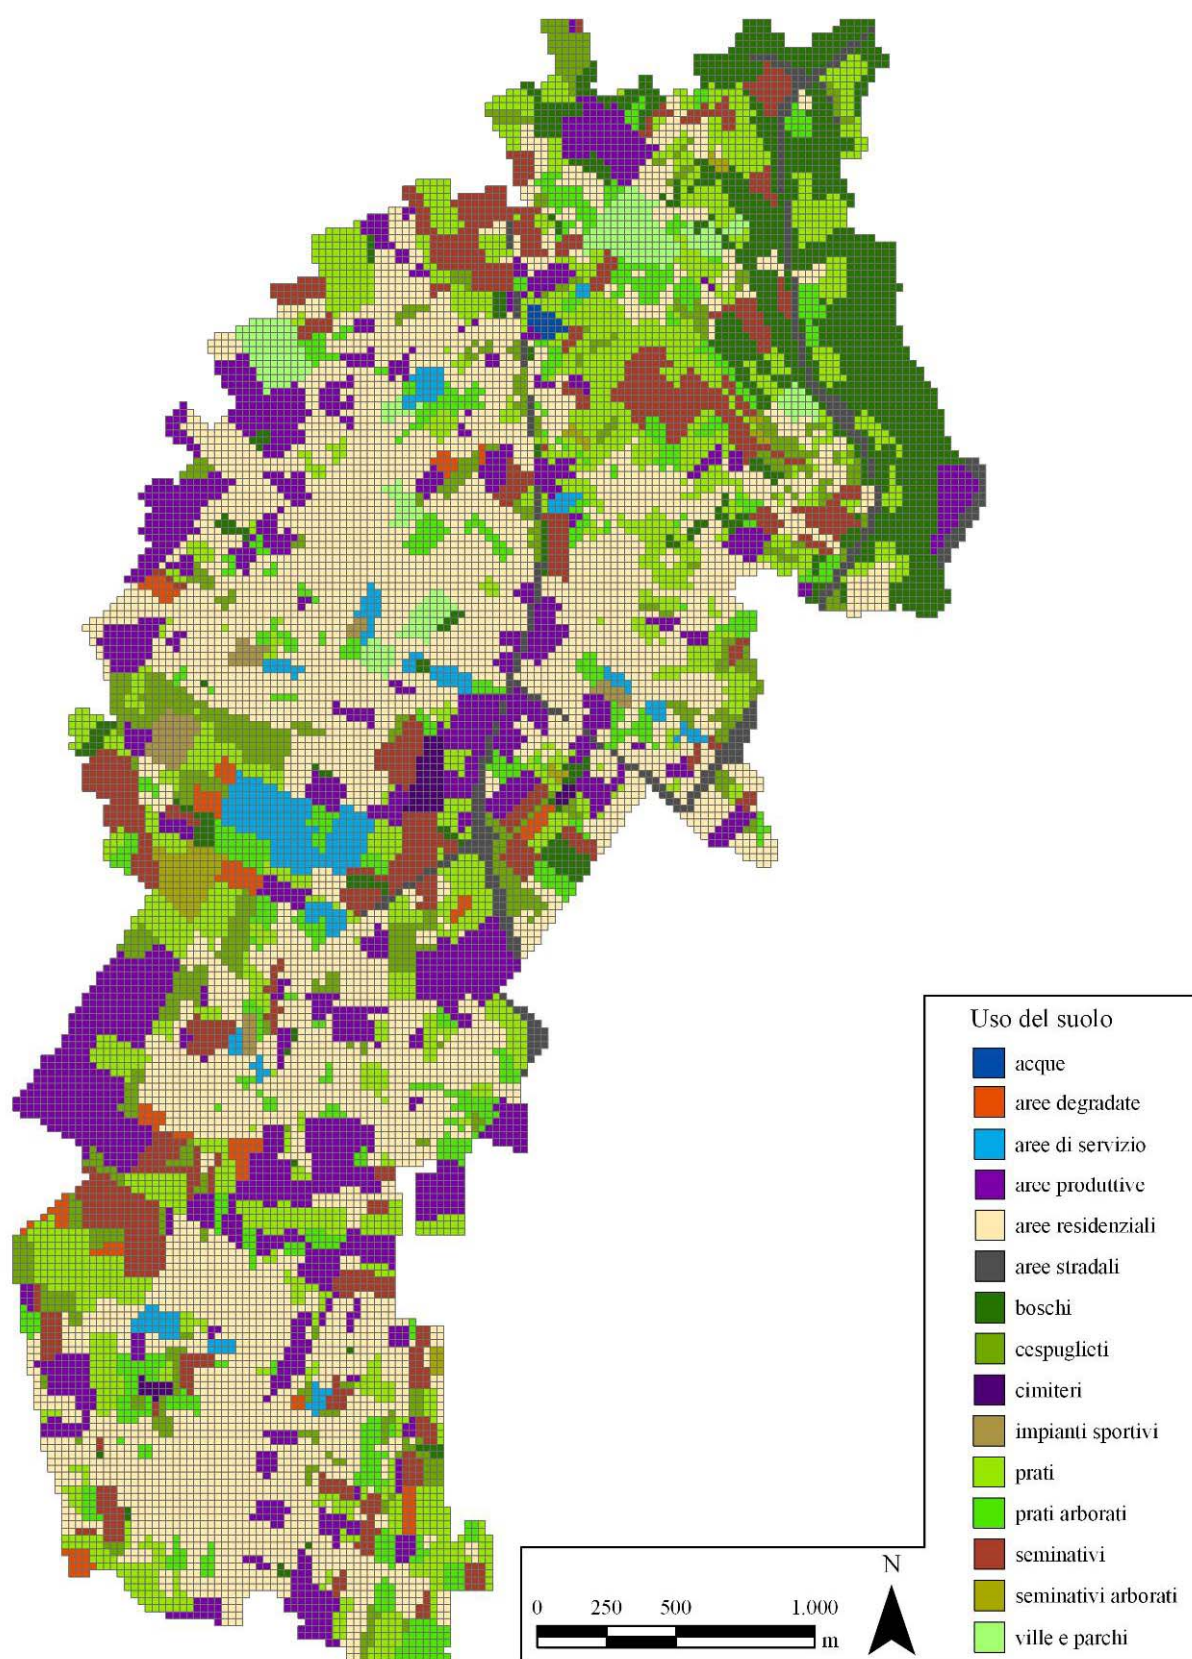 Uso del suolo
acque
aree degradate
aree di servizio
aree produttive
aree residenziali
aree stradali
boschi
cespuglieti
cimiteri
impianti sportivi
prati
prati arborati
seminativi
seminativi arborati
ville e parchi
N
0 250 500 1.000
m